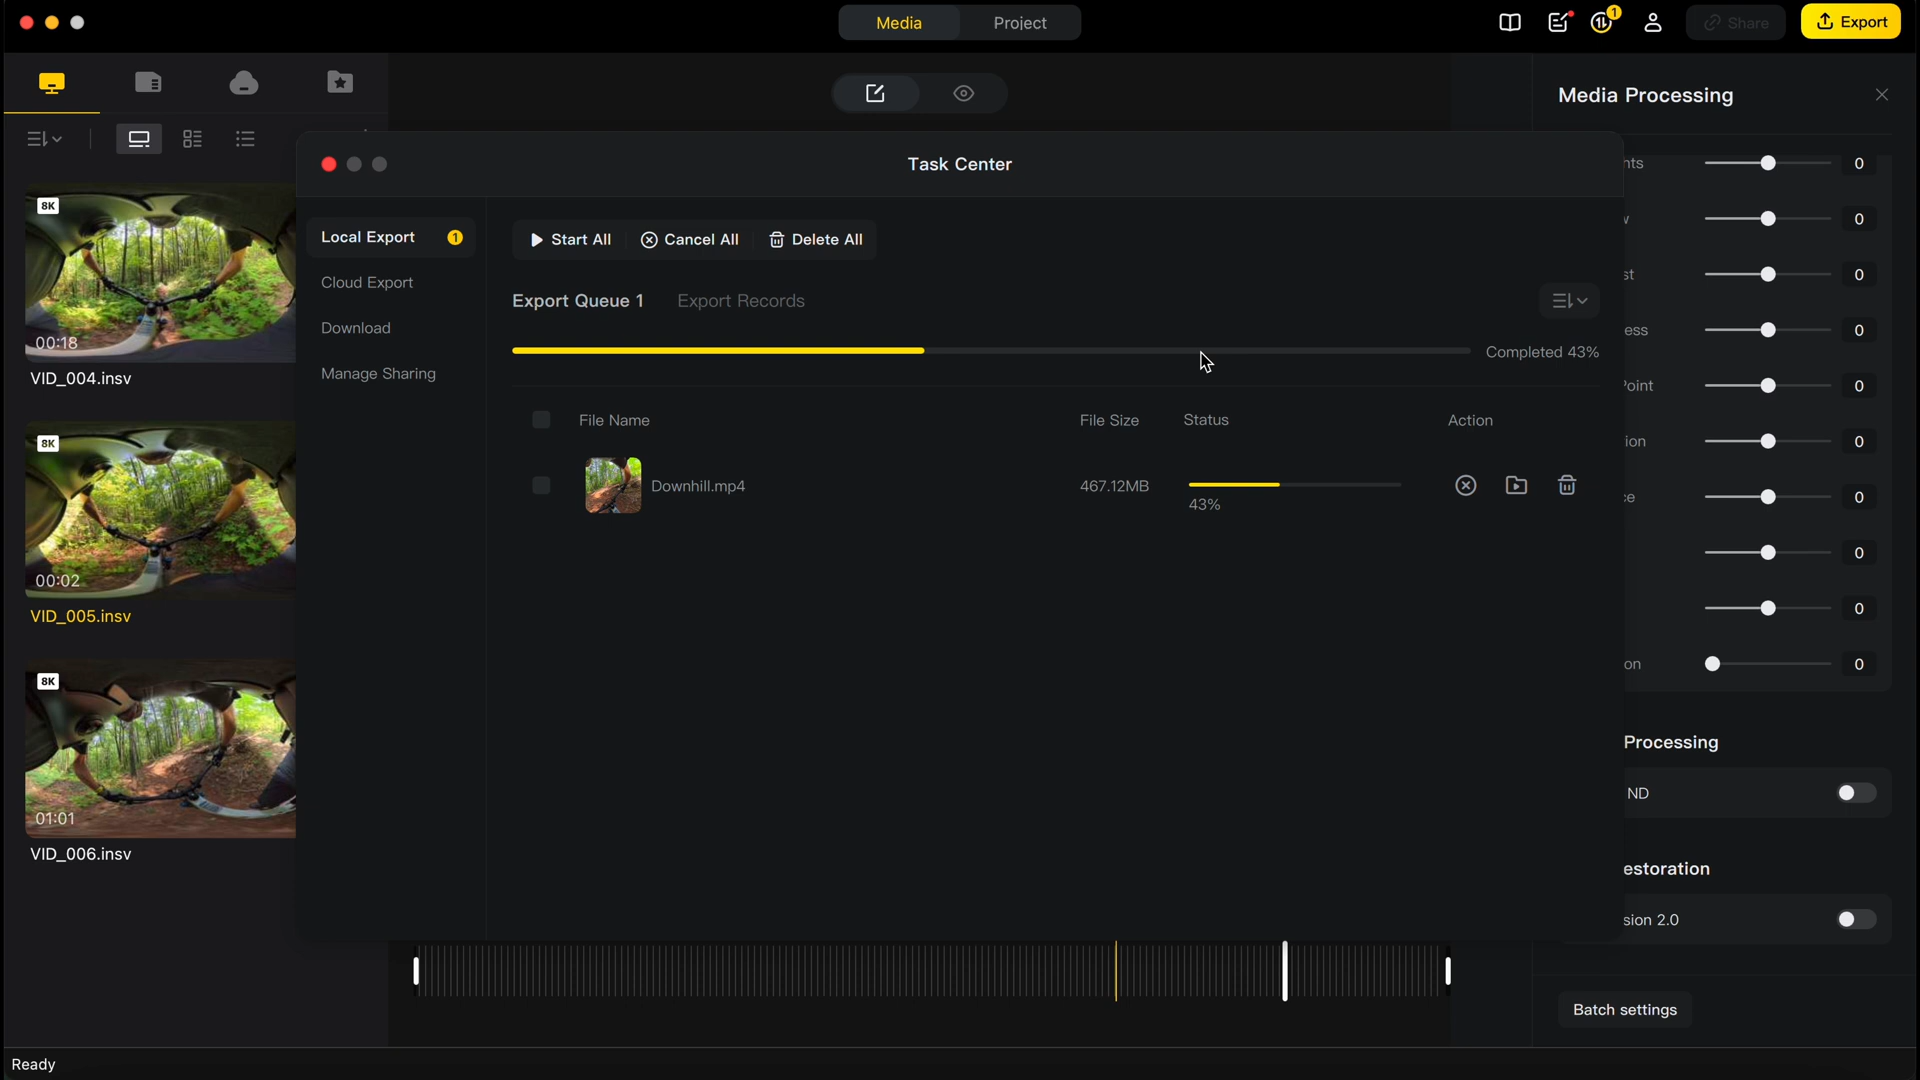 Media Project
1
Share
Export
Media Processing
Task Center
8K
00:18
VID_004.insv
8K
00:02
VID_005.insv
8K
01:01
VID_006.insv
Local Export 1
Cloud Export
Download
Manage Sharing
Start All Cancel All Delete All
Export Queue 1 Export Records
Completed 43%
File Name File Size Status Action
Downhill.mp4 467.12MB
43%
nts 0
w 0
st 0
ess 0
Point 0
ion 0
ce 0
0
0
on 0
Processing
ND
estoration
sion 2.0
Batch settings
Ready